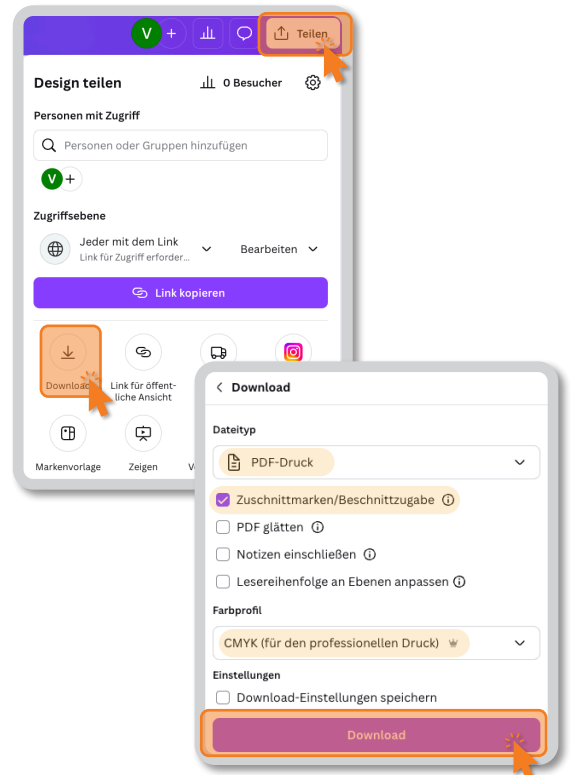 V
Teilen
Design teilen
0 Besucher
Personen mit Zugriff
Personen oder Gruppen hinzufügen
V
Zugriffsebene
Jeder mit dem Link
Link für Zugriff erforder...
Bearbeiten
Link kopieren
Download
Link für öffent-
liche Ansicht
Markenvorlage
Zeigen
Download
Dateityp
PDF-Druck
Zuschnittmarken/Beschnittzugabe
PDF glätten
Notizen einschließen
Lesereihenfolge an Ebenen anpassen
Farbprofil
CMYK (für den professionellen Druck)
Einstellungen
Download-Einstellungen speichern
Download